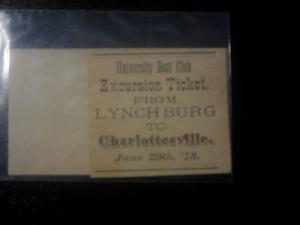 University Boat Club
Excursion Ticket.
FROM
LYNCHBURG
TO
Charlottesville.
June 29th, '78.